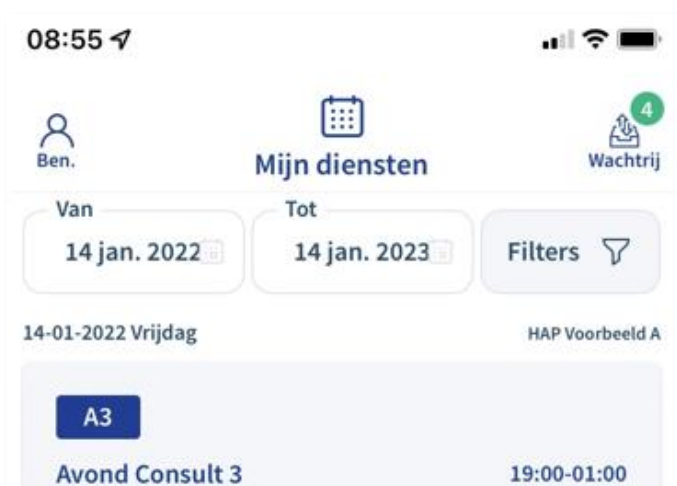 08:55
4
Ben.
Mijn diensten
Wachtrij
Van
Tot
14 jan. 2022
14 jan. 2023
Filters
14-01-2022 Vrijdag
HAP Voorbeeld A
A3
Avond Consult 3
19:00-01:00